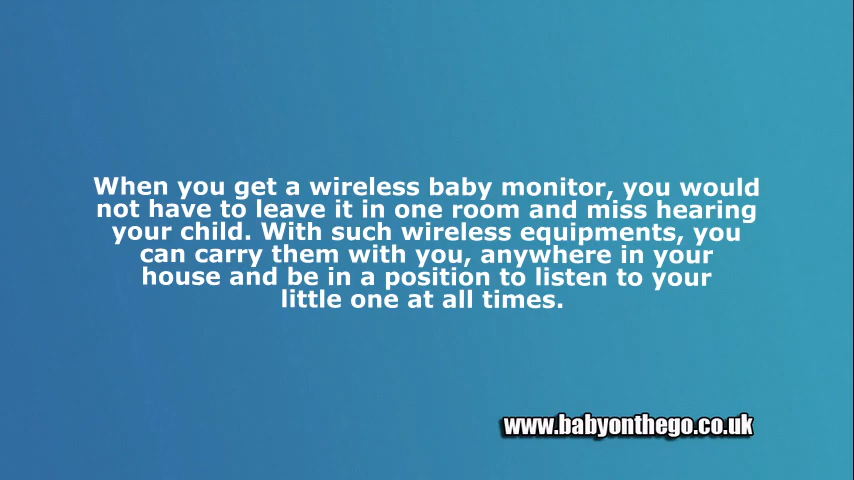 When you get a wireless baby monitor, you would
not have to leave it in one room and miss hearing
your child. With such wireless equipments, you
can carry them with you, anywhere in your
house and be in a position to listen to your
little one at all times.
www.babyonthego.co.uk